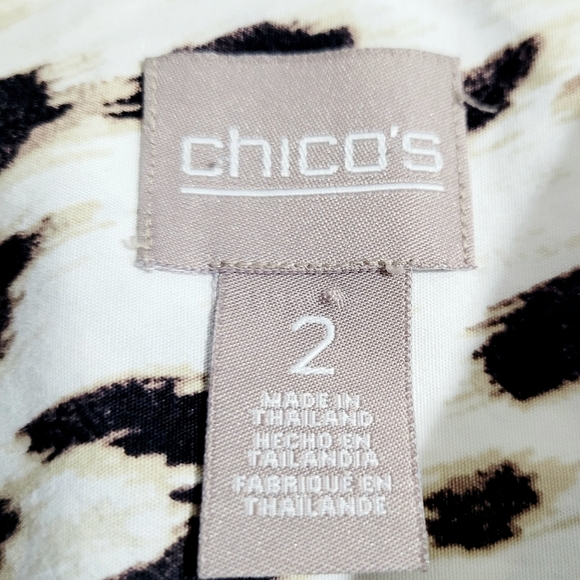 chico's
2
MADE IN
THAILAND
HECHO EN
TAILANDIA
FABRIQUÉ EN
THAÏLANDE